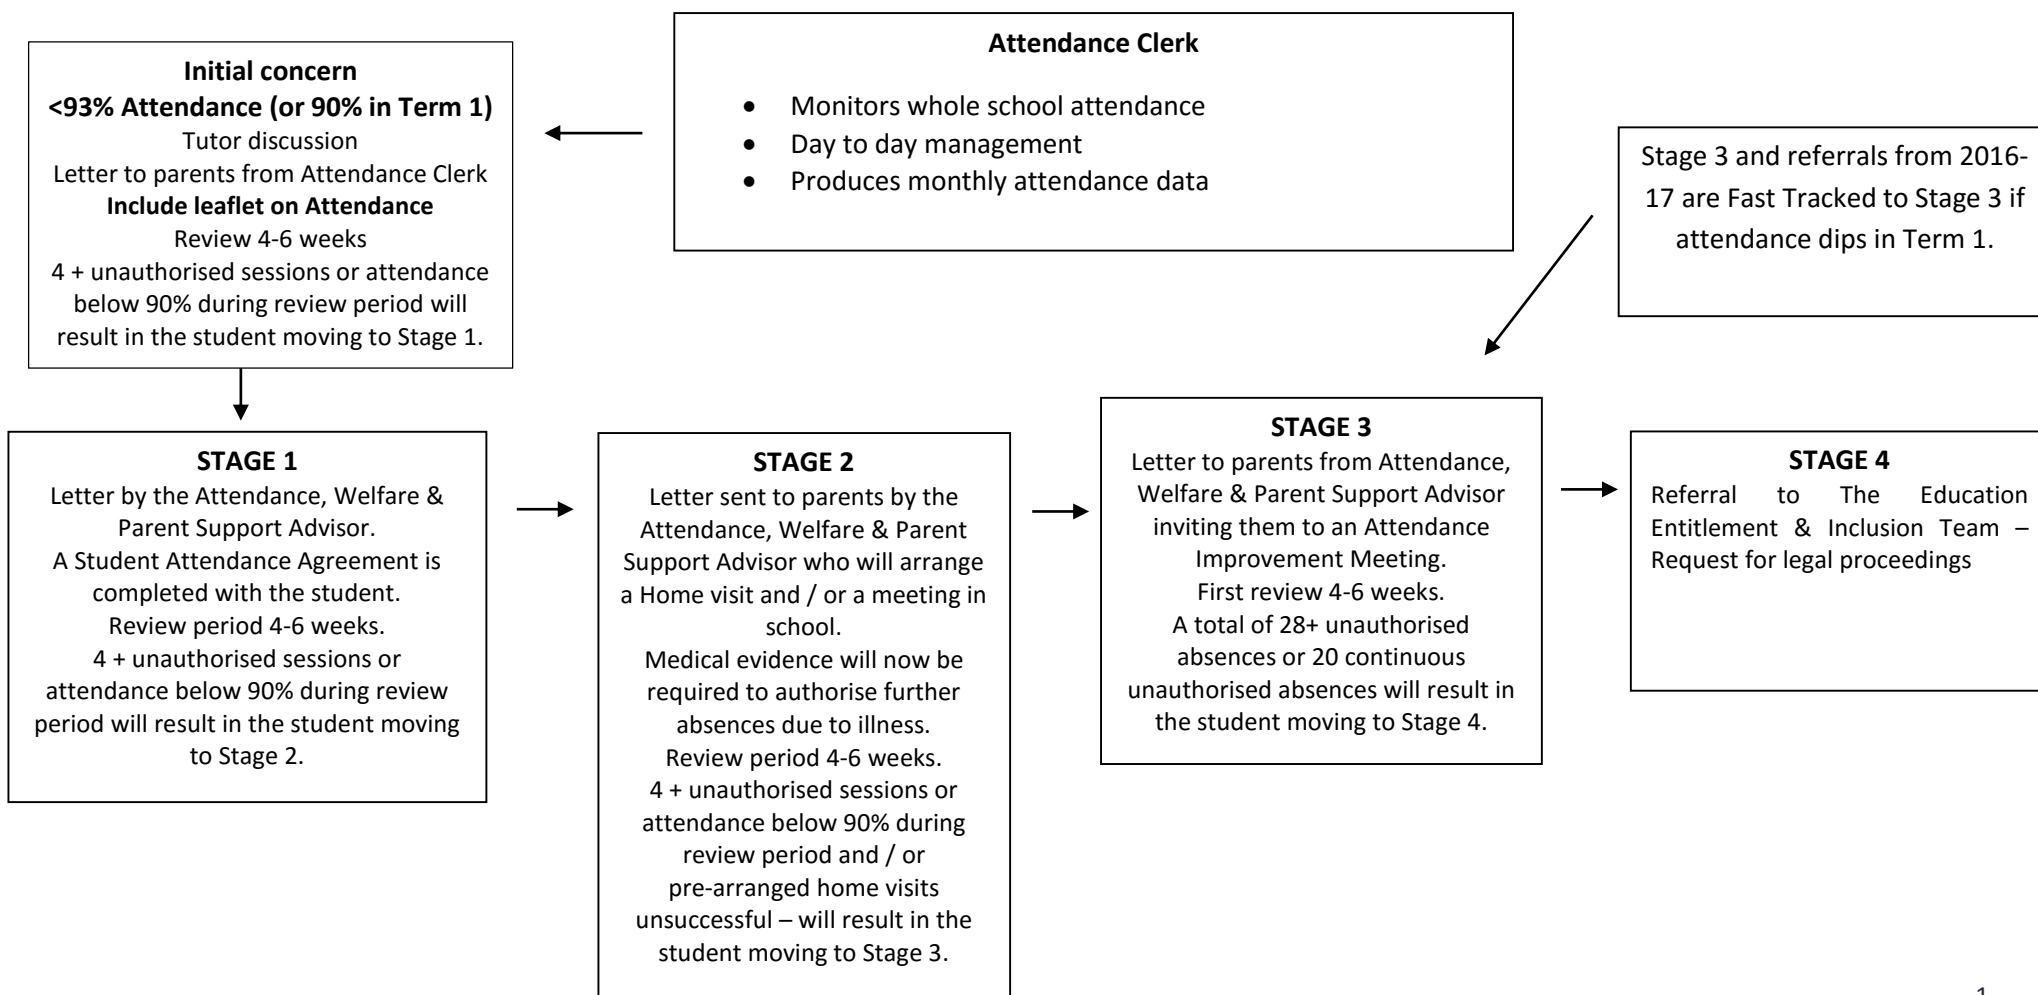 Initial concern
<93% Attendance (or 90% in Term 1)
Tutor discussion
Letter to parents from Attendance Clerk
Include leaflet on Attendance
Review 4-6 weeks
4 + unauthorised sessions or attendance
below 90% during review period will
result in the student moving to Stage 1.
Attendance Clerk
• Monitors whole school attendance
• Day to day management
• Produces monthly attendance data
Stage 3 and referrals from 2016-
17 are Fast Tracked to Stage 3 if
attendance dips in Term 1.
STAGE 1
Letter by the Attendance, Welfare &
Parent Support Advisor.
A Student Attendance Agreement is
completed with the student.
Review period 4-6 weeks.
4 + unauthorised sessions or
attendance below 90% during review
period will result in the student moving
to Stage 2.
STAGE 2
Letter sent to parents by the
Attendance, Welfare & Parent
Support Advisor who will arrange
a Home visit and / or a meeting in
school.
Medical evidence will now be
required to authorise further
absences due to illness.
Review period 4-6 weeks.
4 + unauthorised sessions or
attendance below 90% during
review period and / or
pre-arranged home visits
unsuccessful – will result in the
student moving to Stage 3.
STAGE 3
Letter to parents from Attendance,
Welfare & Parent Support Advisor
inviting them to an Attendance
Improvement Meeting.
First review 4-6 weeks.
A total of 28+ unauthorised
absences or 20 continuous
unauthorised absences will result in
the student moving to Stage 4.
STAGE 4
Referral to The Education
Entitlement & Inclusion Team –
Request for legal proceedings
1